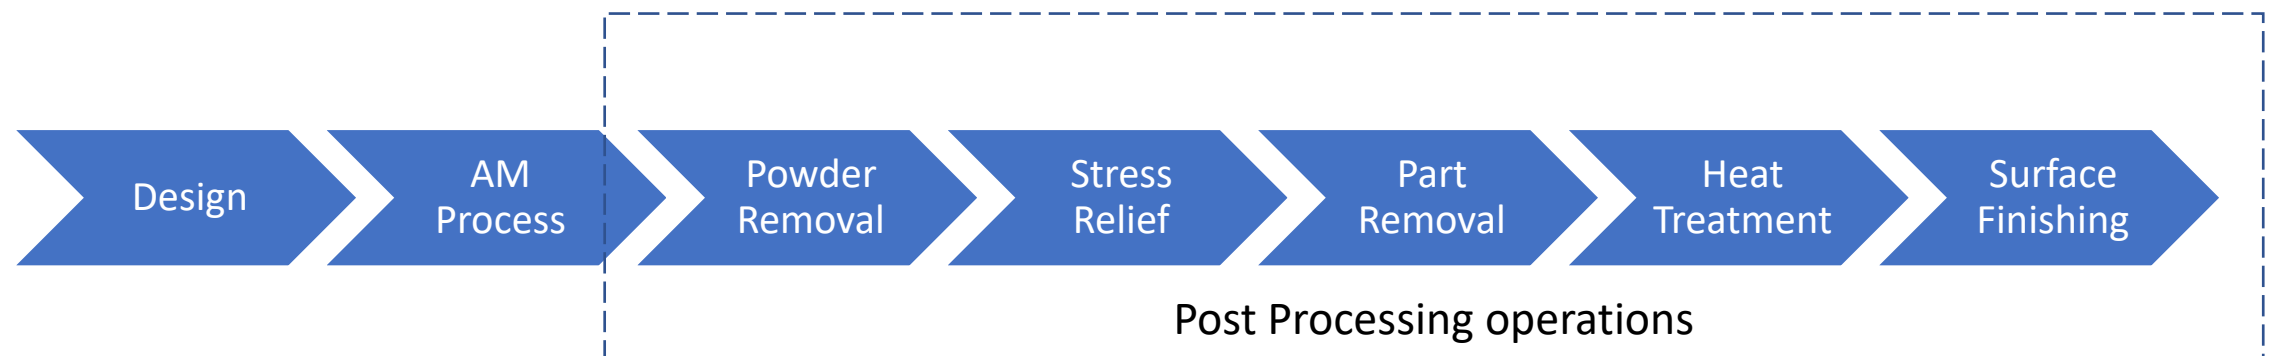 Design
AM
Process
Powder
Removal
Stress
Relief
Part
Removal
Heat
Treatment
Surface
Finishing
Post Processing operations